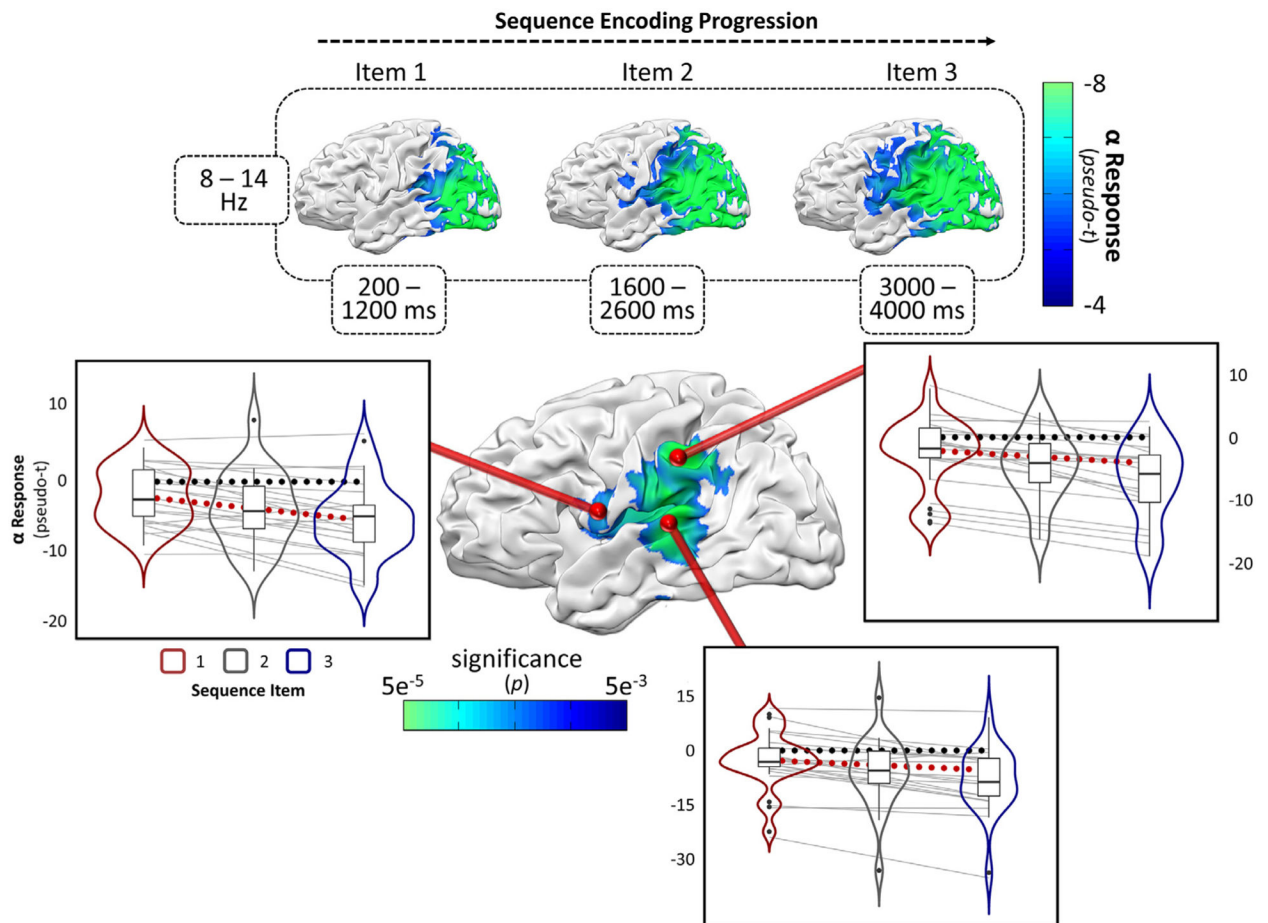 Sequence Encoding Progression
Item 1
Item 2
Item 3
8 – 14
Hz
200 –
1200 ms
1600 –
2600 ms
3000 –
4000 ms
-8
-4
α Response
(pseudo-t)
10
0
-10
-20
α Response
(pseudo-t)
1
2
3
Sequence Item
10
0
-10
-20
significance
(p)
5e-5
5e-3
15
0
-15
-30